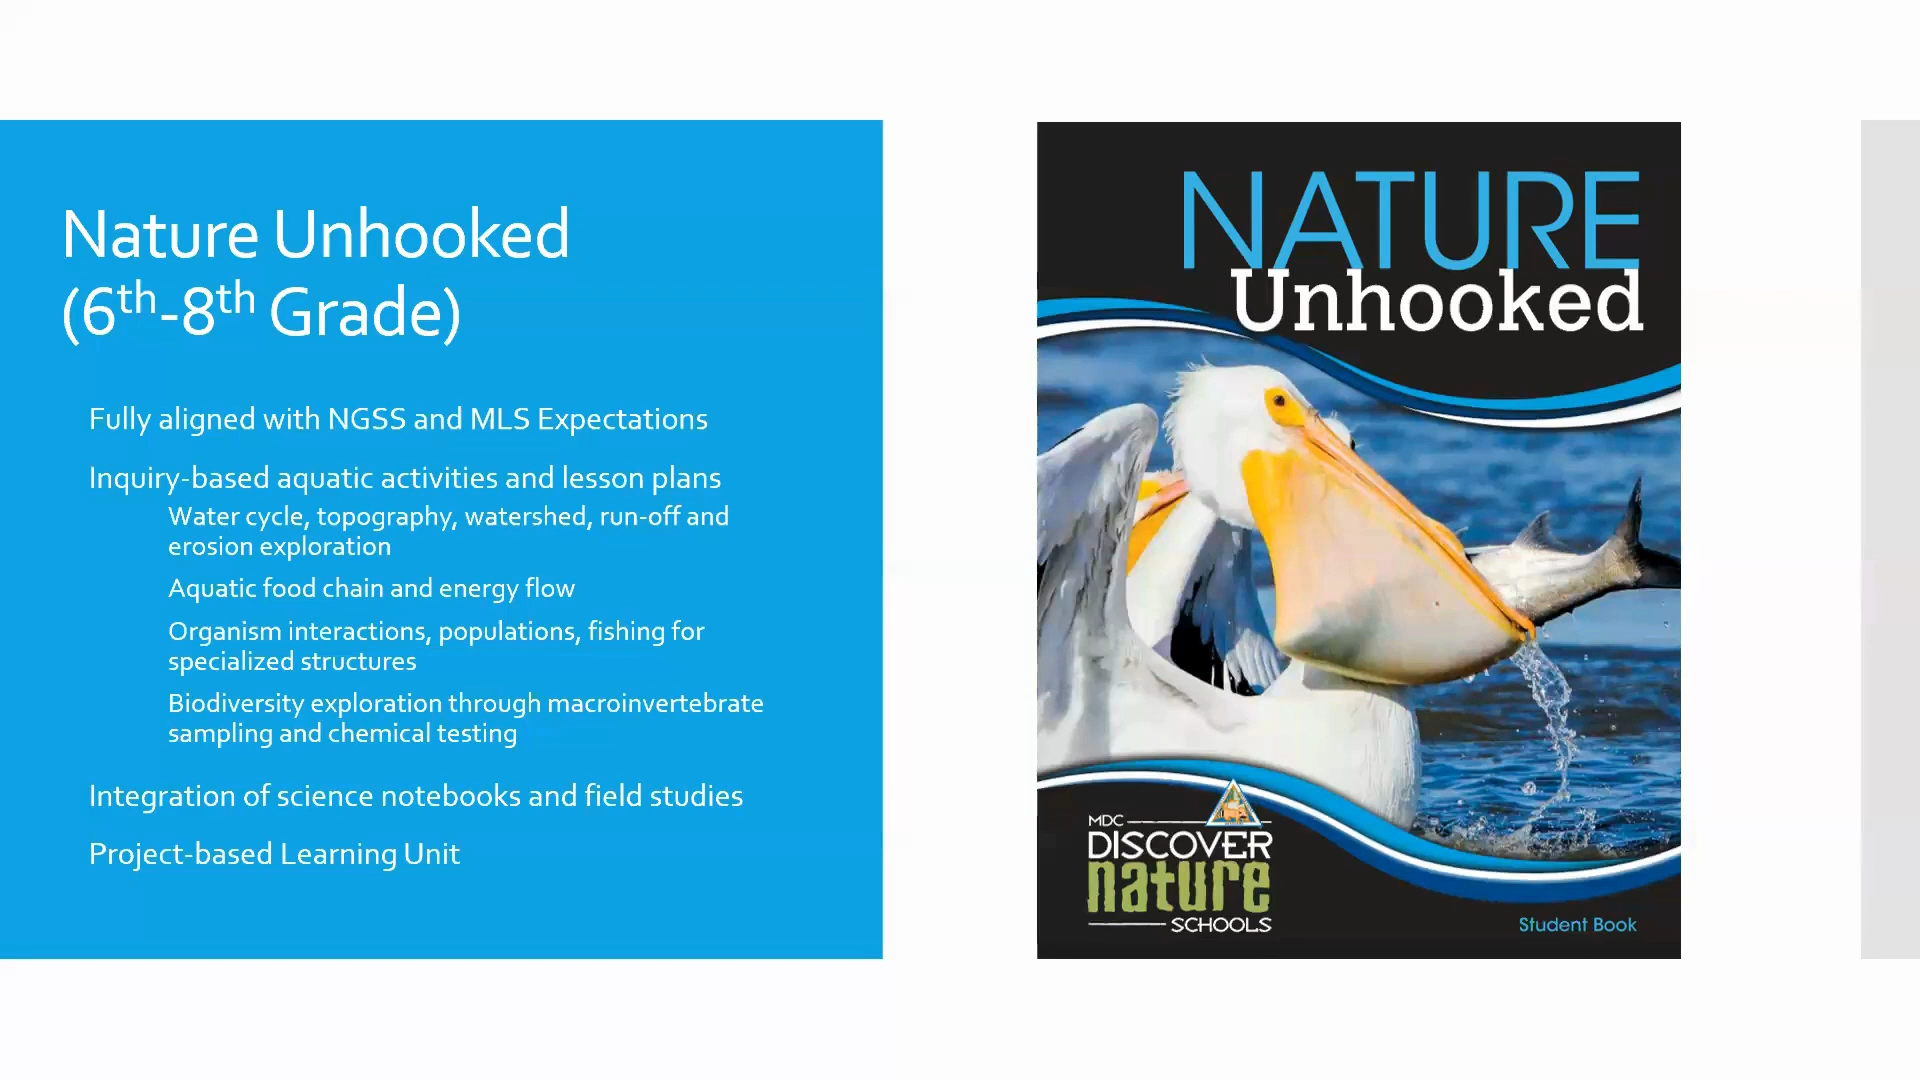 Nature Unhooked
(6th-8th Grade)
Fully aligned with NGSS and MLS Expectations
Inquiry-based aquatic activities and lesson plans
Water cycle, topography, watershed, run-off and
erosion exploration
Aquatic food chain and energy flow
Organism interactions, populations, fishing for
specialized structures
Biodiversity exploration through macroinvertebrate
sampling and chemical testing
Integration of science notebooks and field studies
Project-based Learning Unit
NATURE
Unhooked
MDC
DISCOVER
nature
SCHOOLS
Student Book